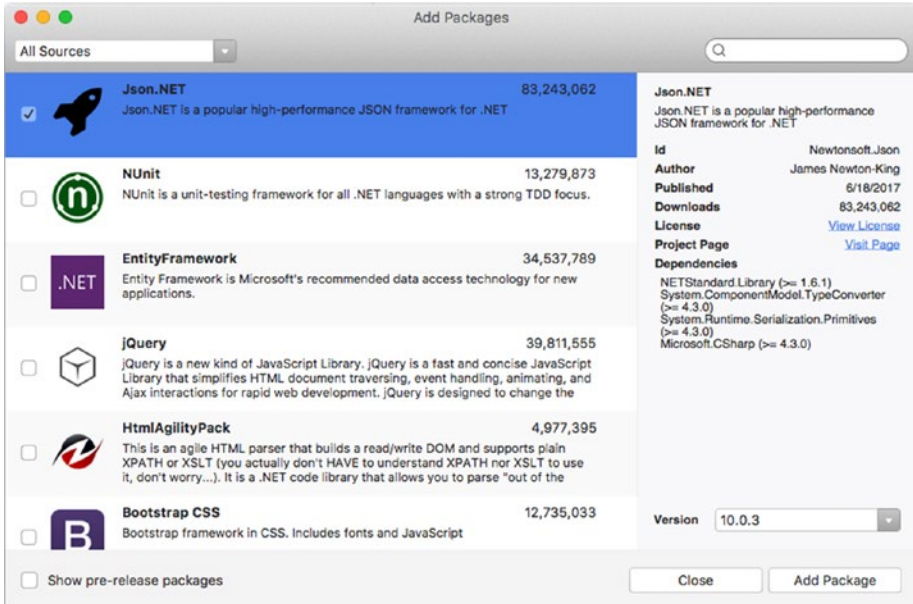 Add Packages
All Sources
Json.NET 83,243,062
Json.NET is a popular high-performance JSON framework for .NET
n
NUnit 13,279,873
NUnit is a unit-testing framework for all .NET languages with a strong TDD focus.
.NET
EntityFramework 34,537,789
Entity Framework is Microsoft's recommended data access technology for new
applications.
jQuery 39,811,555
jQuery is a new kind of JavaScript Library. jQuery is a fast and concise JavaScript
Library that simplifies HTML document traversing, event handling, animating, and
Ajax interactions for rapid web development. jQuery is designed to change the
HtmlAgilityPack 4,977,395
This is an agile HTML parser that builds a read/write DOM and supports plain
XPATH or XSLT (you actually don't HAVE to understand XPATH nor XSLT to use
it, don't worry...). It is a .NET code library that allows you to parse "out of the
B
Bootstrap CSS 12,735,033
Bootstrap framework in CSS. Includes fonts and JavaScript
Json.NET
Json.NET is a popular high-performance
JSON framework for .NET
Id Newtonsoft.Json
Author James Newton-King
Published 6/18/2017
Downloads 83,243,062
License View License
Project Page Visit Page
Dependencies
NETStandard.Library (>= 1.6.1)
System.ComponentModel.TypeConverter
(>= 4.3.0)
System.Runtime.Serialization.Primitives
(>= 4.3.0)
Microsoft.CSharp (>= 4.3.0)
Version 10.0.3
Show pre-release packages
Close Add Package